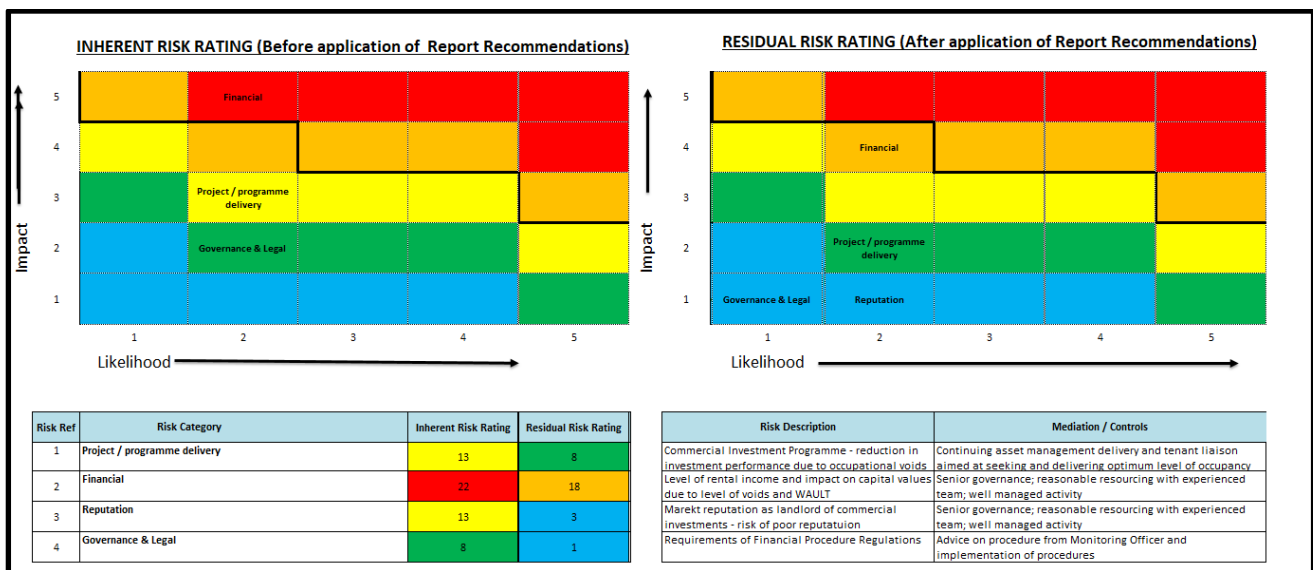 INHERENT RISK RATING (Before application of Report Recommendations)
5
Financial
4
3
Project / programme
delivery
2
Governance & Legal
1
Impact
1 2 3 4 5
Likelihood
RESIDUAL RISK RATING (After application of Report Recommendations)
5
4
Financial
3
2
Project / programme
delivery
1
Governance & Legal
Reputation
Impact
1 2 3 4 5
Likelihood
Risk Ref Risk Category Inherent Risk Rating Residual Risk Rating
1 Project / programme delivery 13 8
2 Financial 22 18
3 Reputation 13 3
4 Governance & Legal 8 1
Risk Description Mediation / Controls
Commercial Investment Programme - reduction in Continuing asset management delivery and tenant liaison
investment performance due to occupational voids aimed at seeking and delivering optimum level of occupancy
Level of rental income and impact on capital values Senior governance; reasonable resourcing with experienced
due to level of voids and WAULT team; well managed activity
Marekt reputation as landlord of commercial Senior governance; reasonable resourcing with experienced
investments - risk of poor reputatuion team; well managed activity
Requirements of Financial Procedure Regulations Advice on procedure from Monitoring Officer and
implementation of procedures